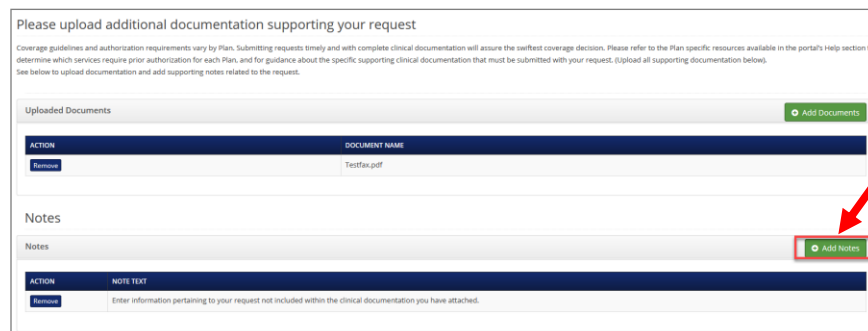 Please upload additional documentation supporting your request
Coverage guidelines and authorization requirements vary by Plan. Submitting requests timely and with complete clinical documentation will assure the swiftest coverage decision. Please refer to the Plan specific resources available in the portal's Help section
determine which services require prior authorization for each Plan, and for guidance about the specific supporting clinical documentation that must be submitted with your request. (Upload all supporting documentation below).
See below to upload documentation and add supporting notes related to the request.
Uploaded Documents
Add Documents
ACTION DOCUMENT NAME
Remove Testfax.pdf
Notes
Notes
Add Notes
ACTION NOTE TEXT
Remove Enter information pertaining to your request not included within the clinical documentation you have attached.